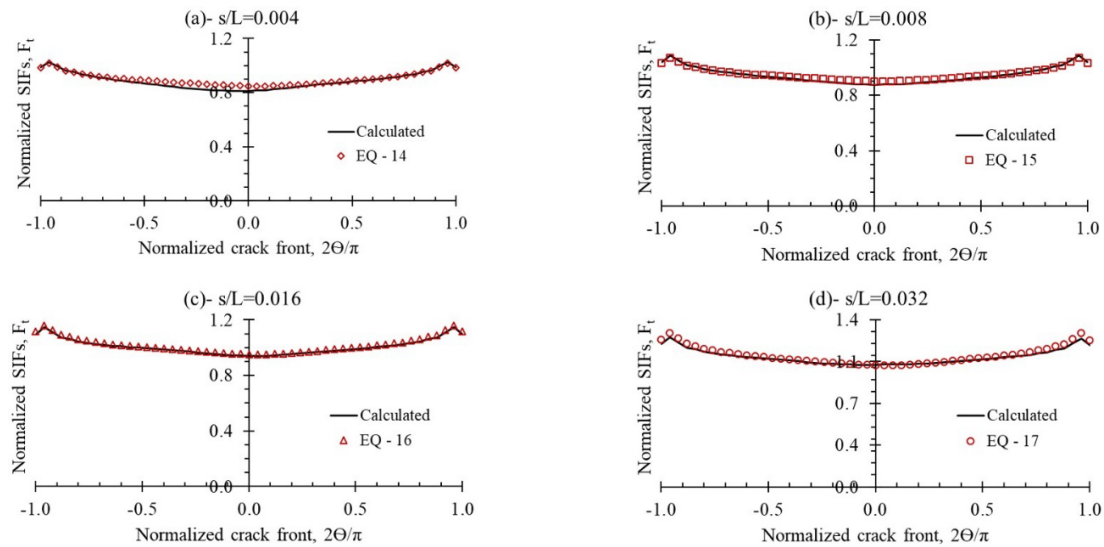 (a)- s/L=0.004
Normalized SIFs, Fₜ
1.2
0.8
0.4
0.0
Calculated
EQ - 14
-1.0 -0.5 0.0 0.5 1.0
Normalized crack front, 2Θ/π
(b)- s/L=0.008
Normalized SIFs, Fₜ
1.2
0.8
0.4
0.0
Calculated
EQ - 15
-1.0 -0.5 0.0 0.5 1.0
Normalized crack front, 2Θ/π
(c)- s/L=0.016
Normalized SIFs, Fₜ
1.2
0.8
0.4
0.0
Calculated
EQ - 16
-1.0 -0.5 0.0 0.5 1.0
Normalized crack front, 2Θ/π
(d)- s/L=0.032
Normalized SIFs, Fₜ
1.4
1.1
0.7
0.4
0.0
Calculated
EQ - 17
-1.0 -0.5 0.0 0.5 1.0
Normalized crack front, 2Θ/π